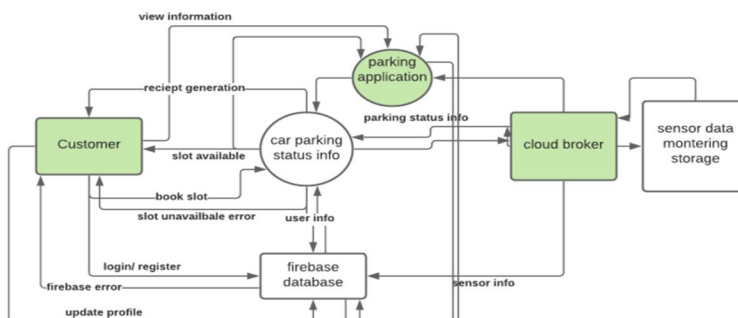 view information
parking
application
reciept generation
parking status info
Customer
car parking
status info
cloud broker
sensor data
montering
storage
slot available
book slot
slot unavailbale error
user info
login/ register
firebase
database
firebase error
sensor info
update profile